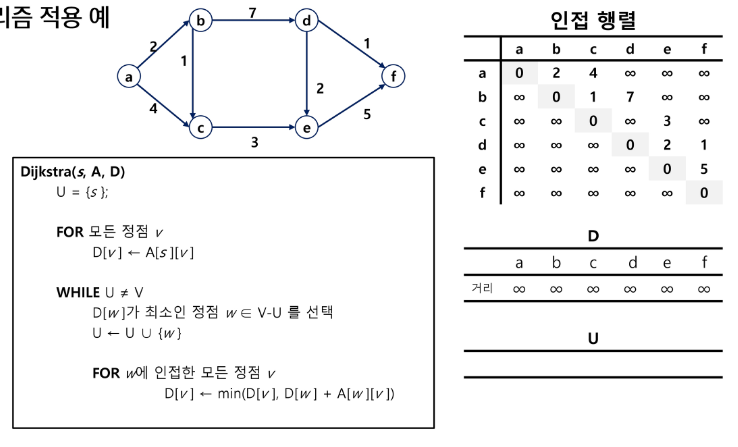 리즘 적용 예
b 7 d
2 1 1
a 2 f
4 5
c 3 e
Dijkstra(s, A, D)
U = {s};
FOR 모든 정점 v
D[v] ← A[s][v]
WHILE U ≠ V
D[w]가 최소인 정점 w ∈ V-U 를 선택
U ← U ∪ {w}
FOR w에 인접한 모든 정점 v
D[v] ← min(D[v], D[w] + A[w][v])
인접 행렬
a b c d e f
a 0 2 4 ∞ ∞ ∞
b ∞ 0 1 7 ∞ ∞
c ∞ ∞ 0 ∞ 3 ∞
d ∞ ∞ ∞ 0 2 1
e ∞ ∞ ∞ ∞ 0 5
f ∞ ∞ ∞ ∞ ∞ 0
D
a b c d e f
거리 ∞ ∞ ∞ ∞ ∞ ∞
U